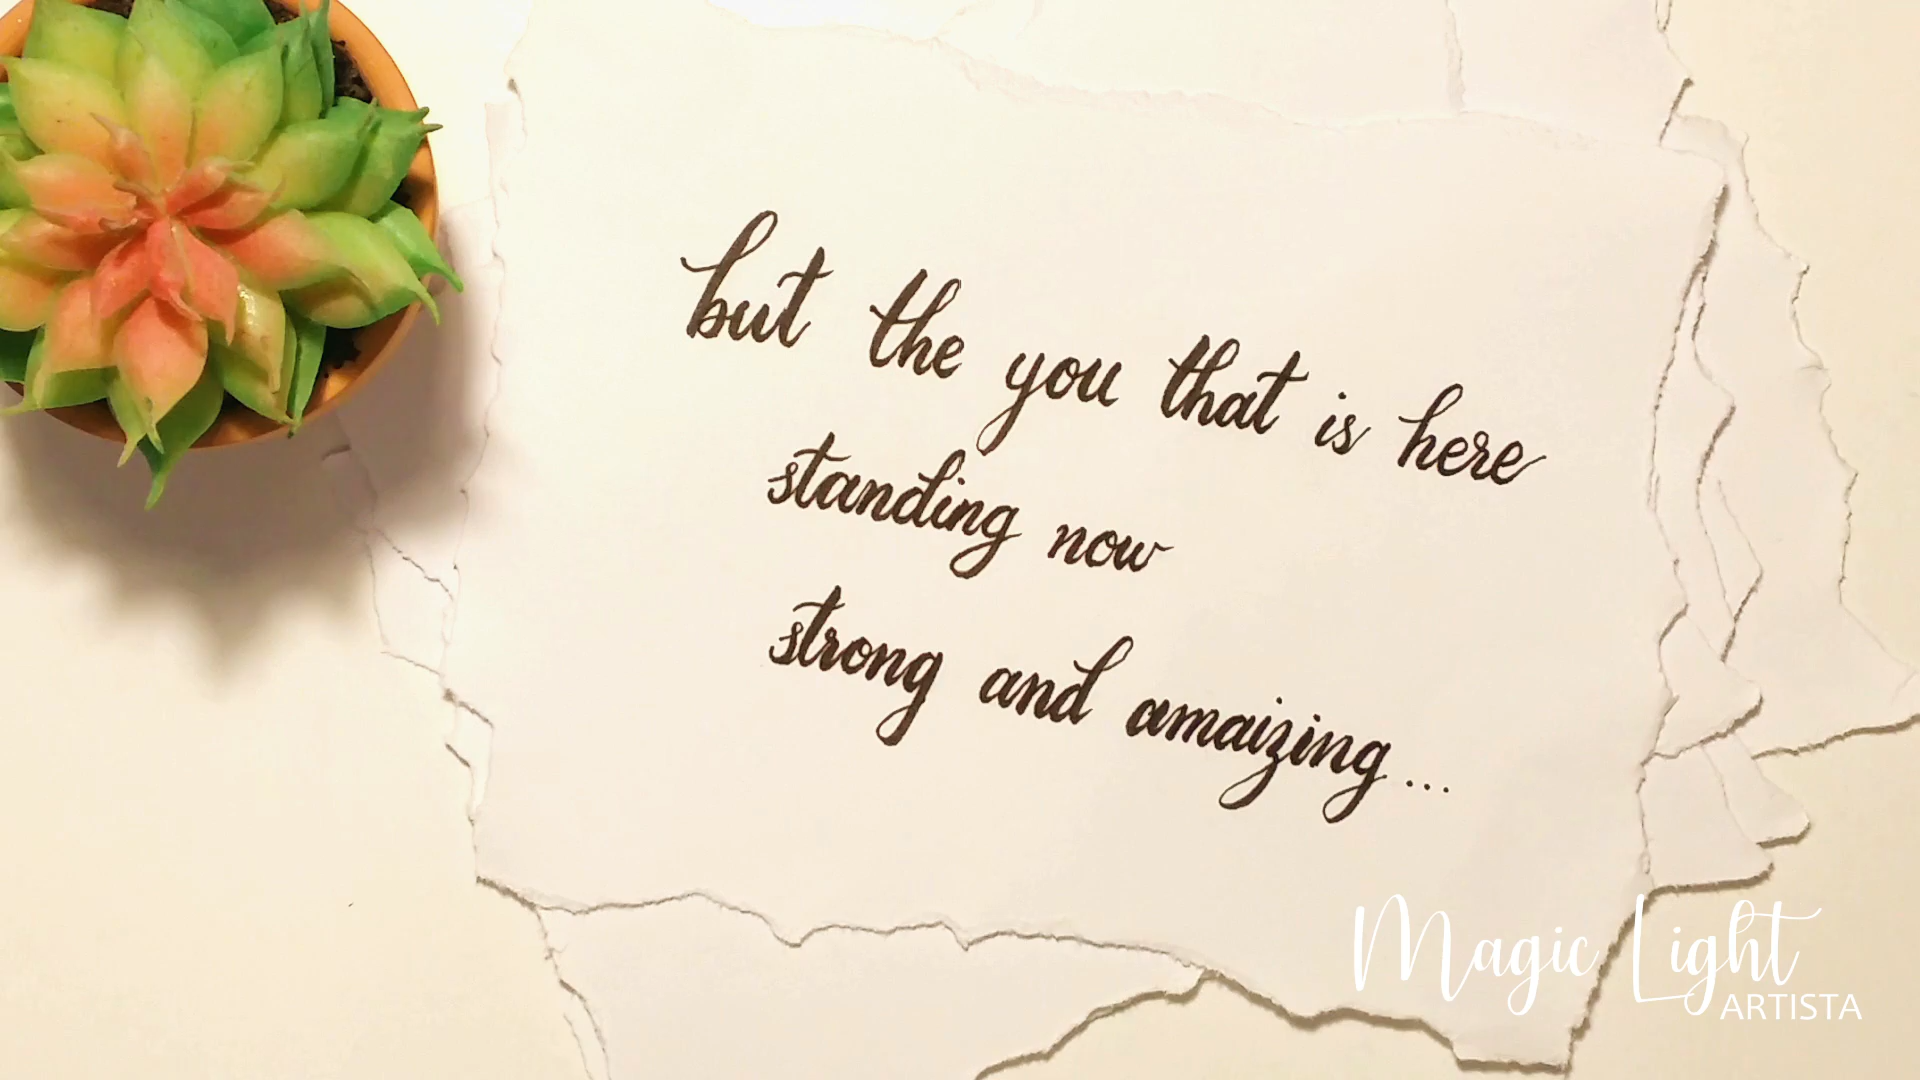 but the you that is here
standing now
strong and amaizing...
Magic Light
ARTISTA